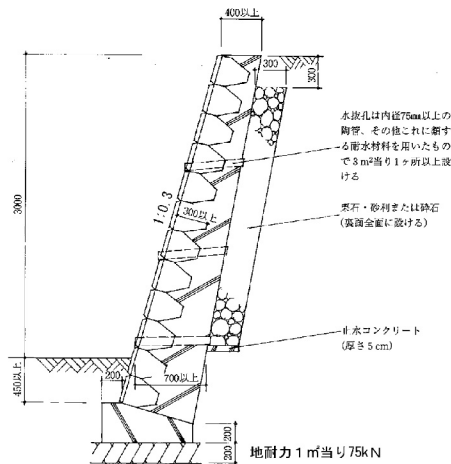 400以上
300
300
水抜孔は内径75㎜以上の
陶管、その他これに類す
る耐水材料を用いたもの
で3㎡当り1ヶ所以上設
ける
3000
1:0.3
300以上
栗石・砂利または砕石
(裏面全面に設ける)
止水コンクリート
(厚さ5cm)
450以上
200
700以上
200
200
地耐力1㎡当り75kN